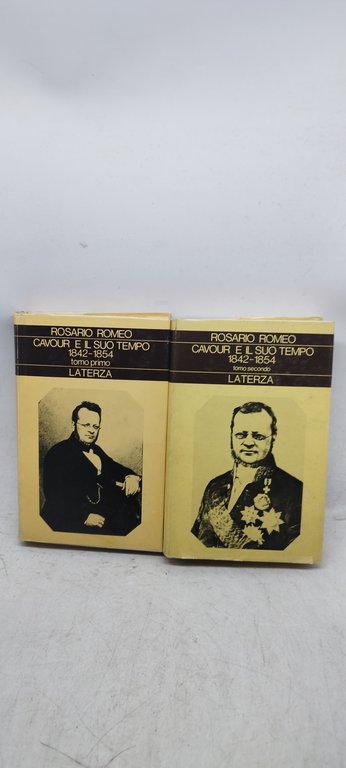 ROSARIO ROMEO
CAVOUR E IL SUO TEMPO
1842-1854
tomo primo
LATERZA
ROSARIO ROMEO
CAVOUR E IL SUO TEMPO
1842-1854
tomo secondo
LATERZA